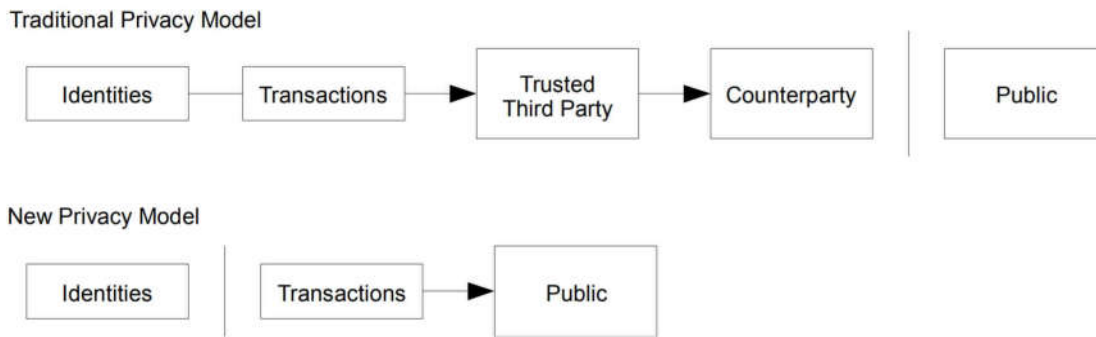 Traditional Privacy Model
Identities
Transactions
Trusted
Third Party
Counterparty
Public
New Privacy Model
Identities
Transactions
Public